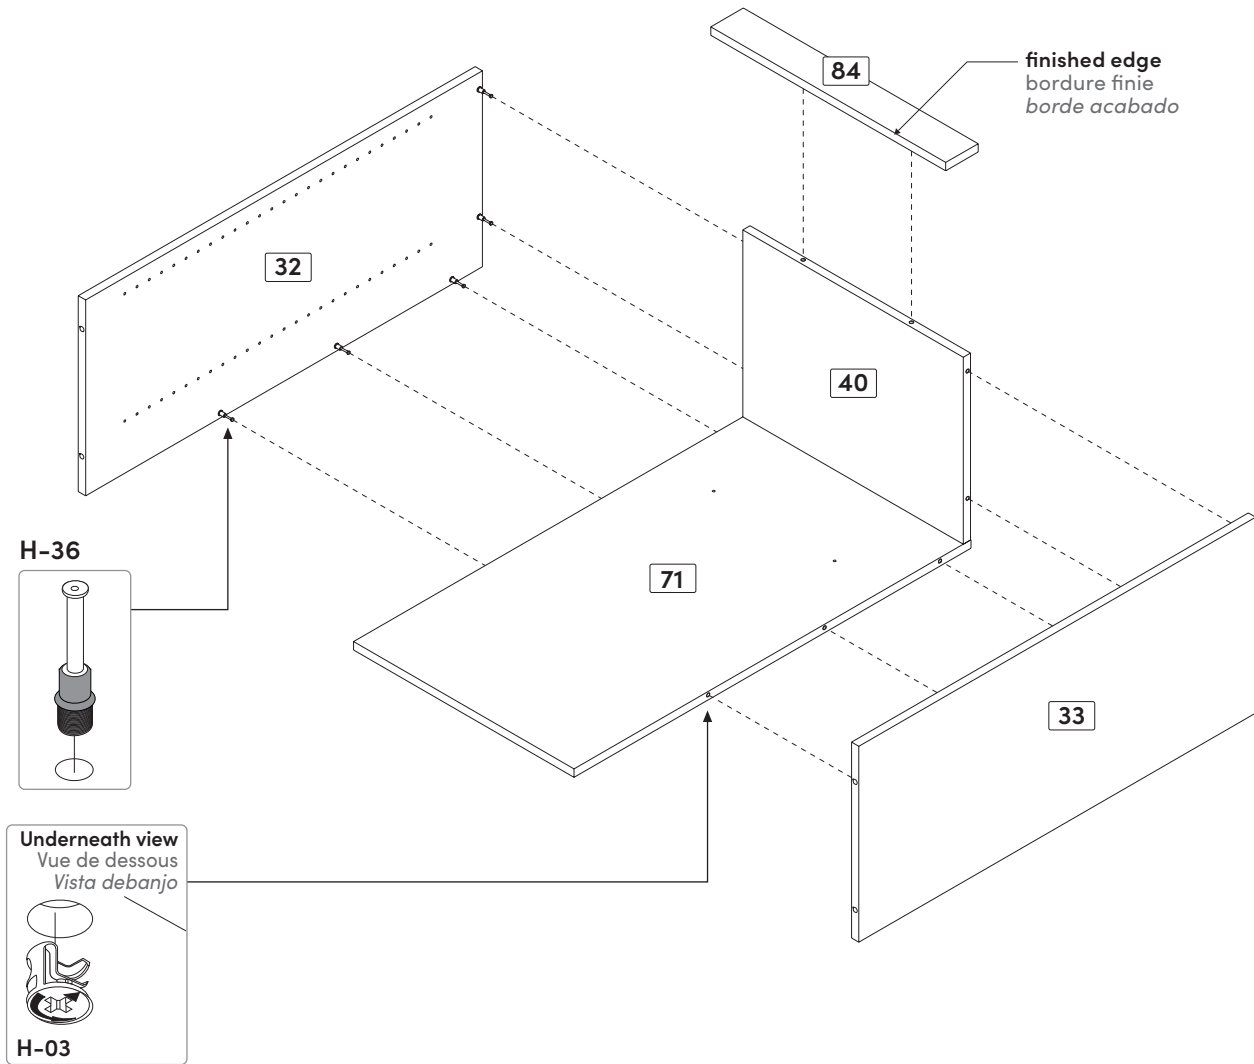 84
finished edge
bordure finie
borde acabado
32
40
H-36
71
33
Underneath view
Vue de dessous
Vista debanjo
H-03